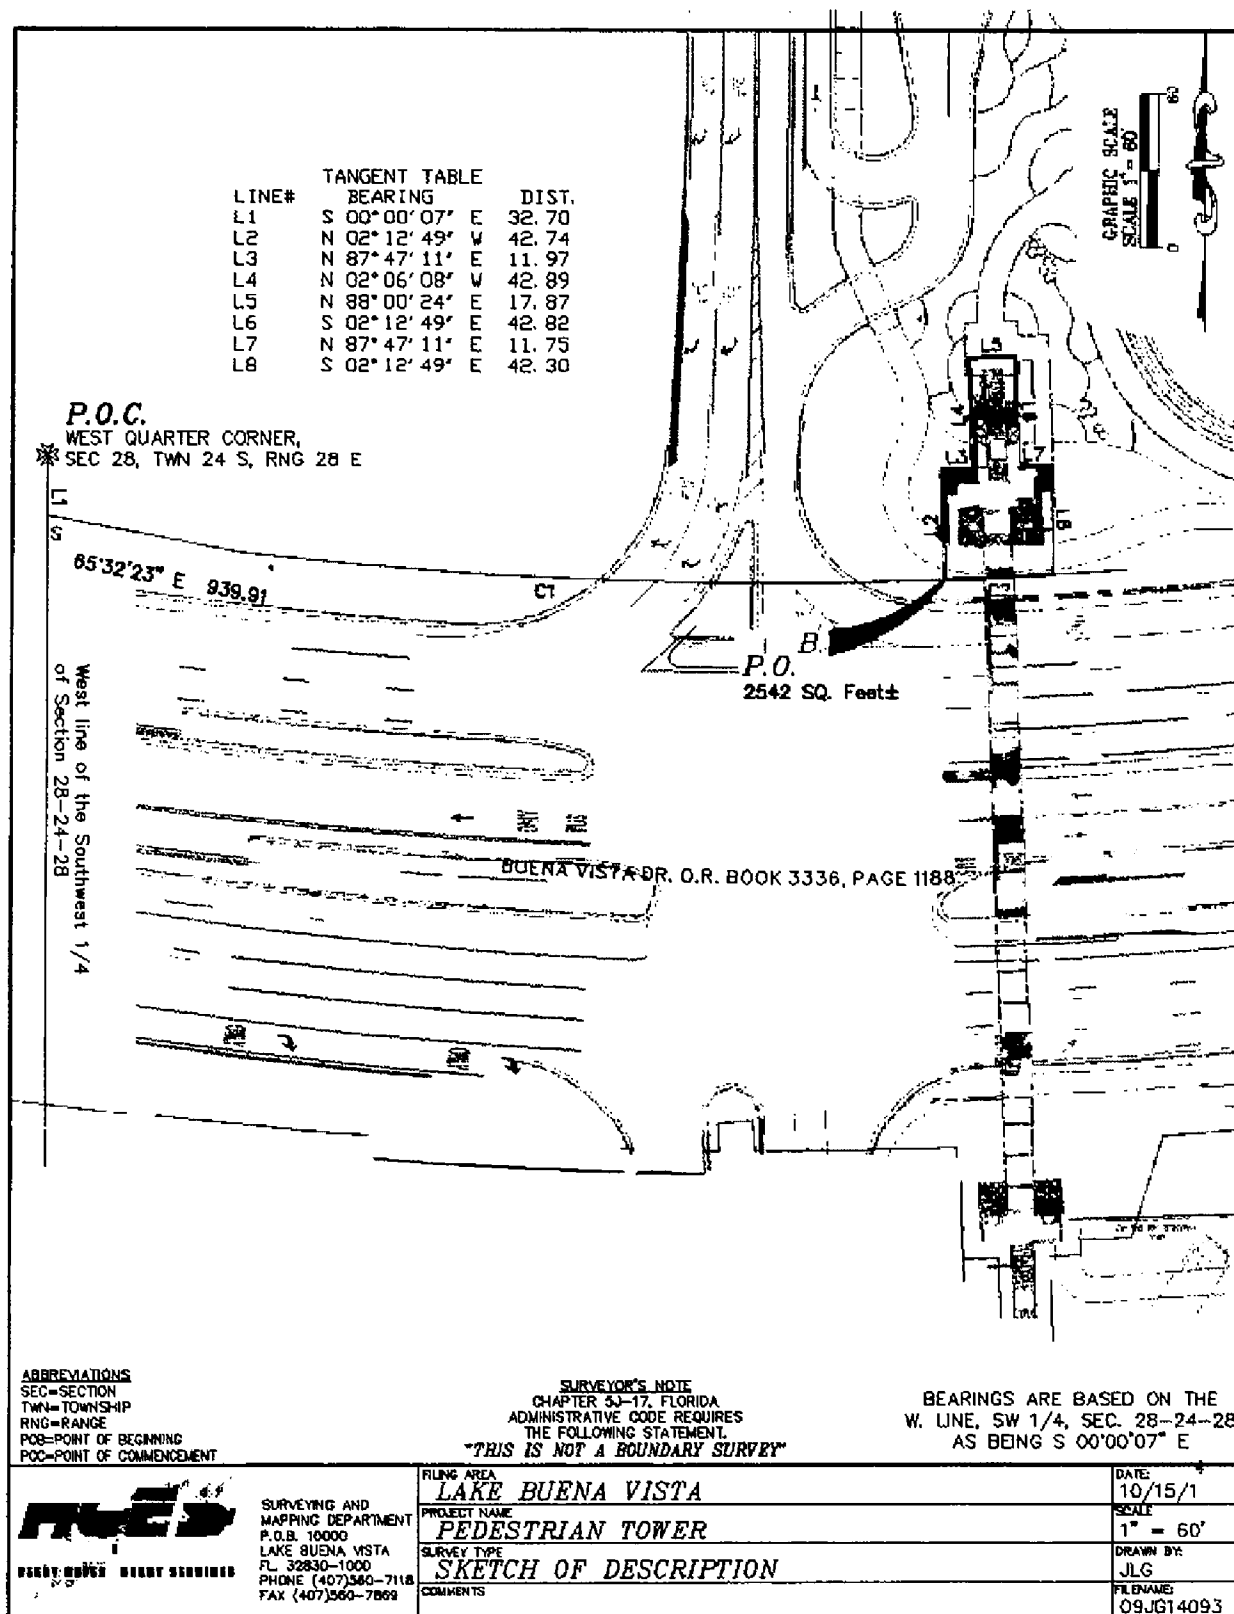 TANGENT TABLE
LINE# BEARING DIST.
L1 S 00°00'07" E 32.70
L2 N 02°12'49" W 42.74
L3 N 87°47'11" E 11.97
L4 N 02°06'08" W 42.89
L5 N 88°00'24" E 17.87
L6 S 02°12'49" E 42.82
L7 N 87°47'11" E 11.75
L8 S 02°12'49" E 42.30
GRAPHIC SCALE
SCALE 1" = 60'
0 60
P.O.C.
WEST QUARTER CORNER,
SEC 28, TWN 24 S, RNG 28 E
L1
S
65°32'23" E 939.91
C1
L5
L4
L7
L2
L8
P.O.
B
2542 SQ. Feet±
West line of the Southwest 1/4
of Section 28-24-28
BUENA VISTA DR. O.R. BOOK 3336, PAGE 1188
ABBREVIATIONS
SEC=SECTION
TWN=TOWNSHIP
RNG=RANGE
POB=POINT OF BEGINNING
POC=POINT OF COMMENCEMENT
SURVEYOR'S NOTE
CHAPTER 5J-17, FLORIDA
ADMINISTRATIVE CODE REQUIRES
THE FOLLOWING STATEMENT.
"THIS IS NOT A BOUNDARY SURVEY"
BEARINGS ARE BASED ON THE
W. LINE, SW 1/4, SEC. 28-24-28
AS BEING S 00°00'07" E
SURVEYING AND
MAPPING DEPARTMENT
P.O.B. 10000
LAKE BUENA VISTA
FL. 32830-1000
PHONE (407)560-7118
FAX (407)560-7869
FILING AREA
LAKE BUENA VISTA
PROJECT NAME
PEDESTRIAN TOWER
SURVEY TYPE
SKETCH OF DESCRIPTION
COMMENTS
DATE:
10/15/1
4
SCALE
1" = 60'
DRAWN BY:
JLG
FILENAME:
09JG14093